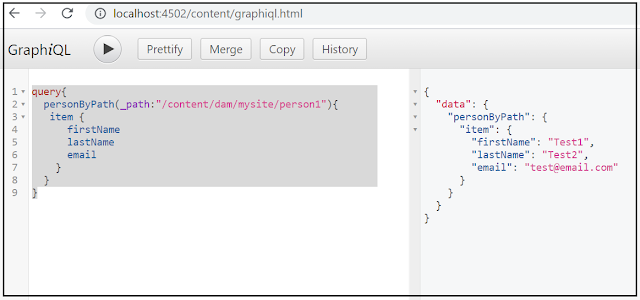 localhost:4502/content/graphiql.html
GraphiQL Prettify Merge Copy History
1 query{
2 personByPath(_path:"/content/dam/mysite/person1"){
3 item {
4 firstName
5 lastName
6 email
7 }
8 }
9 }
{
"data": {
"personByPath": {
"item": {
"firstName": "Test1",
"lastName": "Test2",
"email": "test@email.com"
}
}
}
}